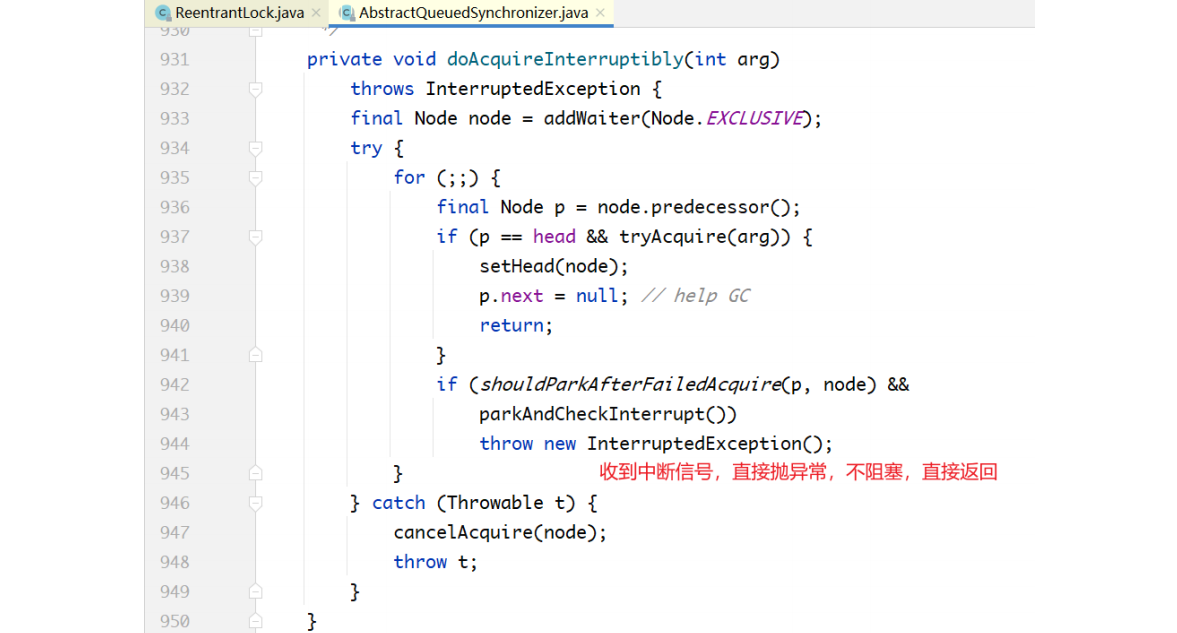 ReentrantLock.java × AbstractQueuedSynchronizer.java ×
930 */
931 private void doAcquireInterruptibly(int arg)
932 throws InterruptedException {
933 final Node node = addWaiter(Node.EXCLUSIVE);
934 try {
935 for (;;) {
936 final Node p = node.predecessor();
937 if (p == head && tryAcquire(arg)) {
938 setHead(node);
939 p.next = null; // help GC
940 return;
941 }
942 if (shouldParkAfterFailedAcquire(p, node) &&
943 parkAndCheckInterrupt())
944 throw new InterruptedException();
945 } 收到中断信号，直接抛异常，不阻塞，直接返回
946 } catch (Throwable t) {
947 cancelAcquire(node);
948 throw t;
949 }
950 }